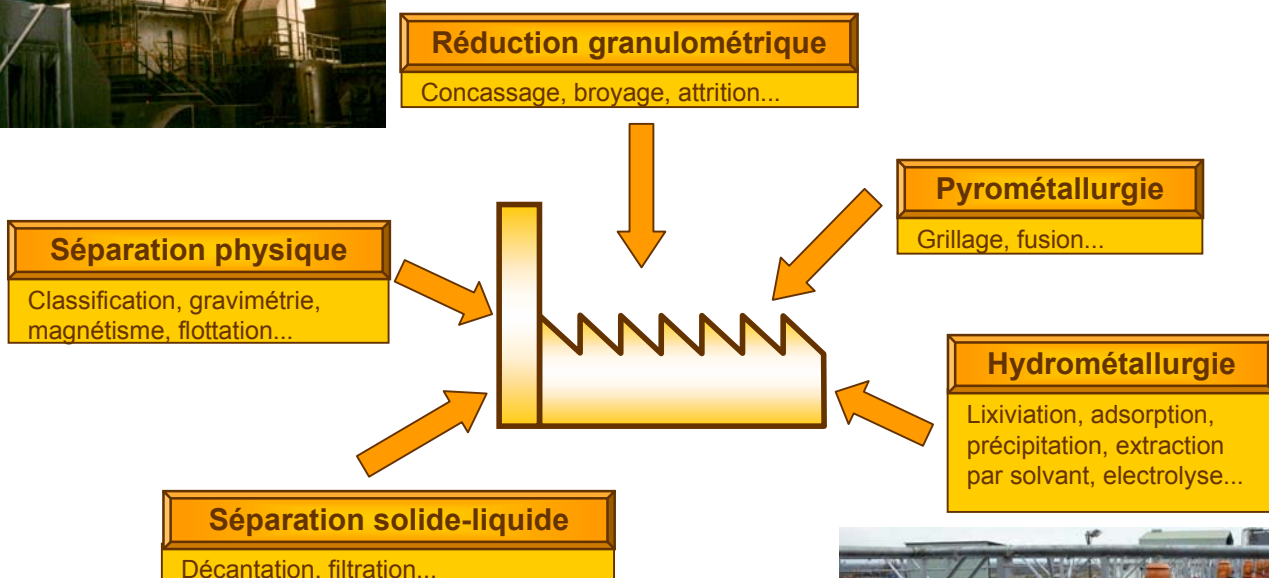 Réduction granulométrique
Concassage, broyage, attrition...
Pyrométallurgie
Grillage, fusion...
Séparation physique
Classification, gravimétrie,
magnétisme, flottation...
Hydrométallurgie
Lixiviation, adsorption,
précipitation, extraction
par solvant, electrolyse...
Séparation solide-liquide
Décantation, filtration...